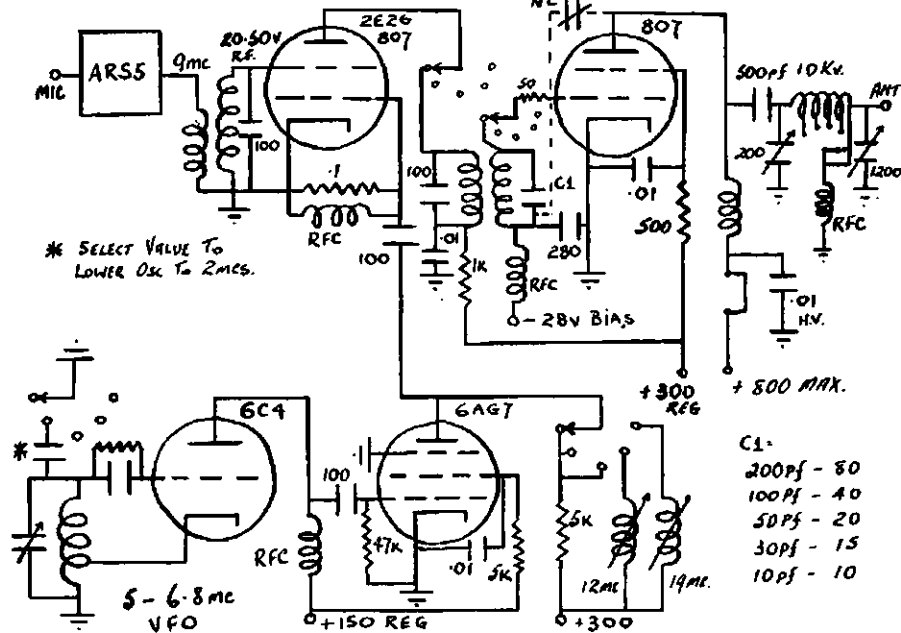 NC
2E26
807
807
20-50V
R.F.
9mc
ARS5
MIC
500pf 10Kv.
ANT
50
100
100
200
1200
.1
.01
C1
.01
500
RFC
RFC
280
100
1K
RFC
* SELECT VALUE TO
LOWER OSC TO 2MCS.
-28V BIAS
.01
H.V.
+300
REG
+800 MAX.
6C4
6AG7
*
100
C1=
200pf - 80
100pf - 40
50pf - 20
30pf - 15
10pf - 10
RFC
47K
.01
5K
5K
12mc
19mc.
5-6.8mc
VFO
+150 REG
+300